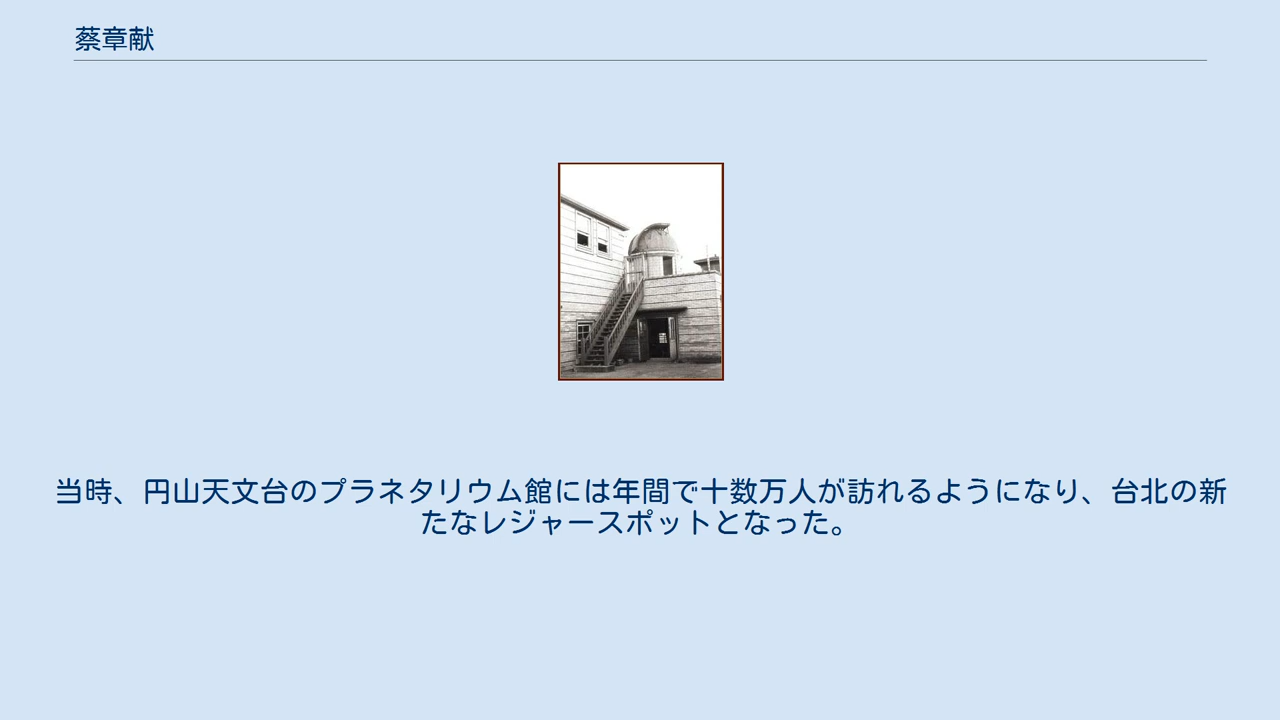 蔡章献
当時、円山天文台のプラネタリウム館には年間で十数万人が訪れるようになり、台北の新
たなレジャースポットとなった。